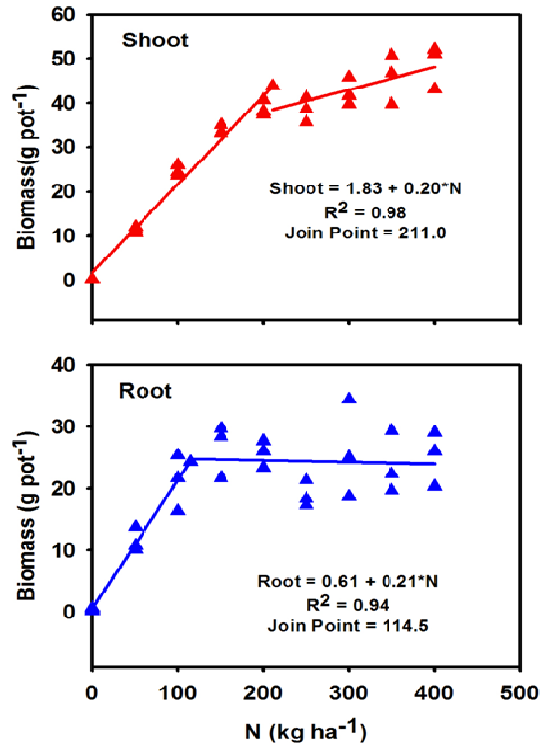 60
Shoot
50
40
30
20
10
0
Biomass(g pot-1)
Shoot = 1.83 + 0.20*N
R2 = 0.98
Join Point = 211.0
40
Root
30
20
10
0
Biomass (g pot-1)
Root = 0.61 + 0.21*N
R2 = 0.94
Join Point = 114.5
0 100 200 300 400 500
N (kg ha-1)